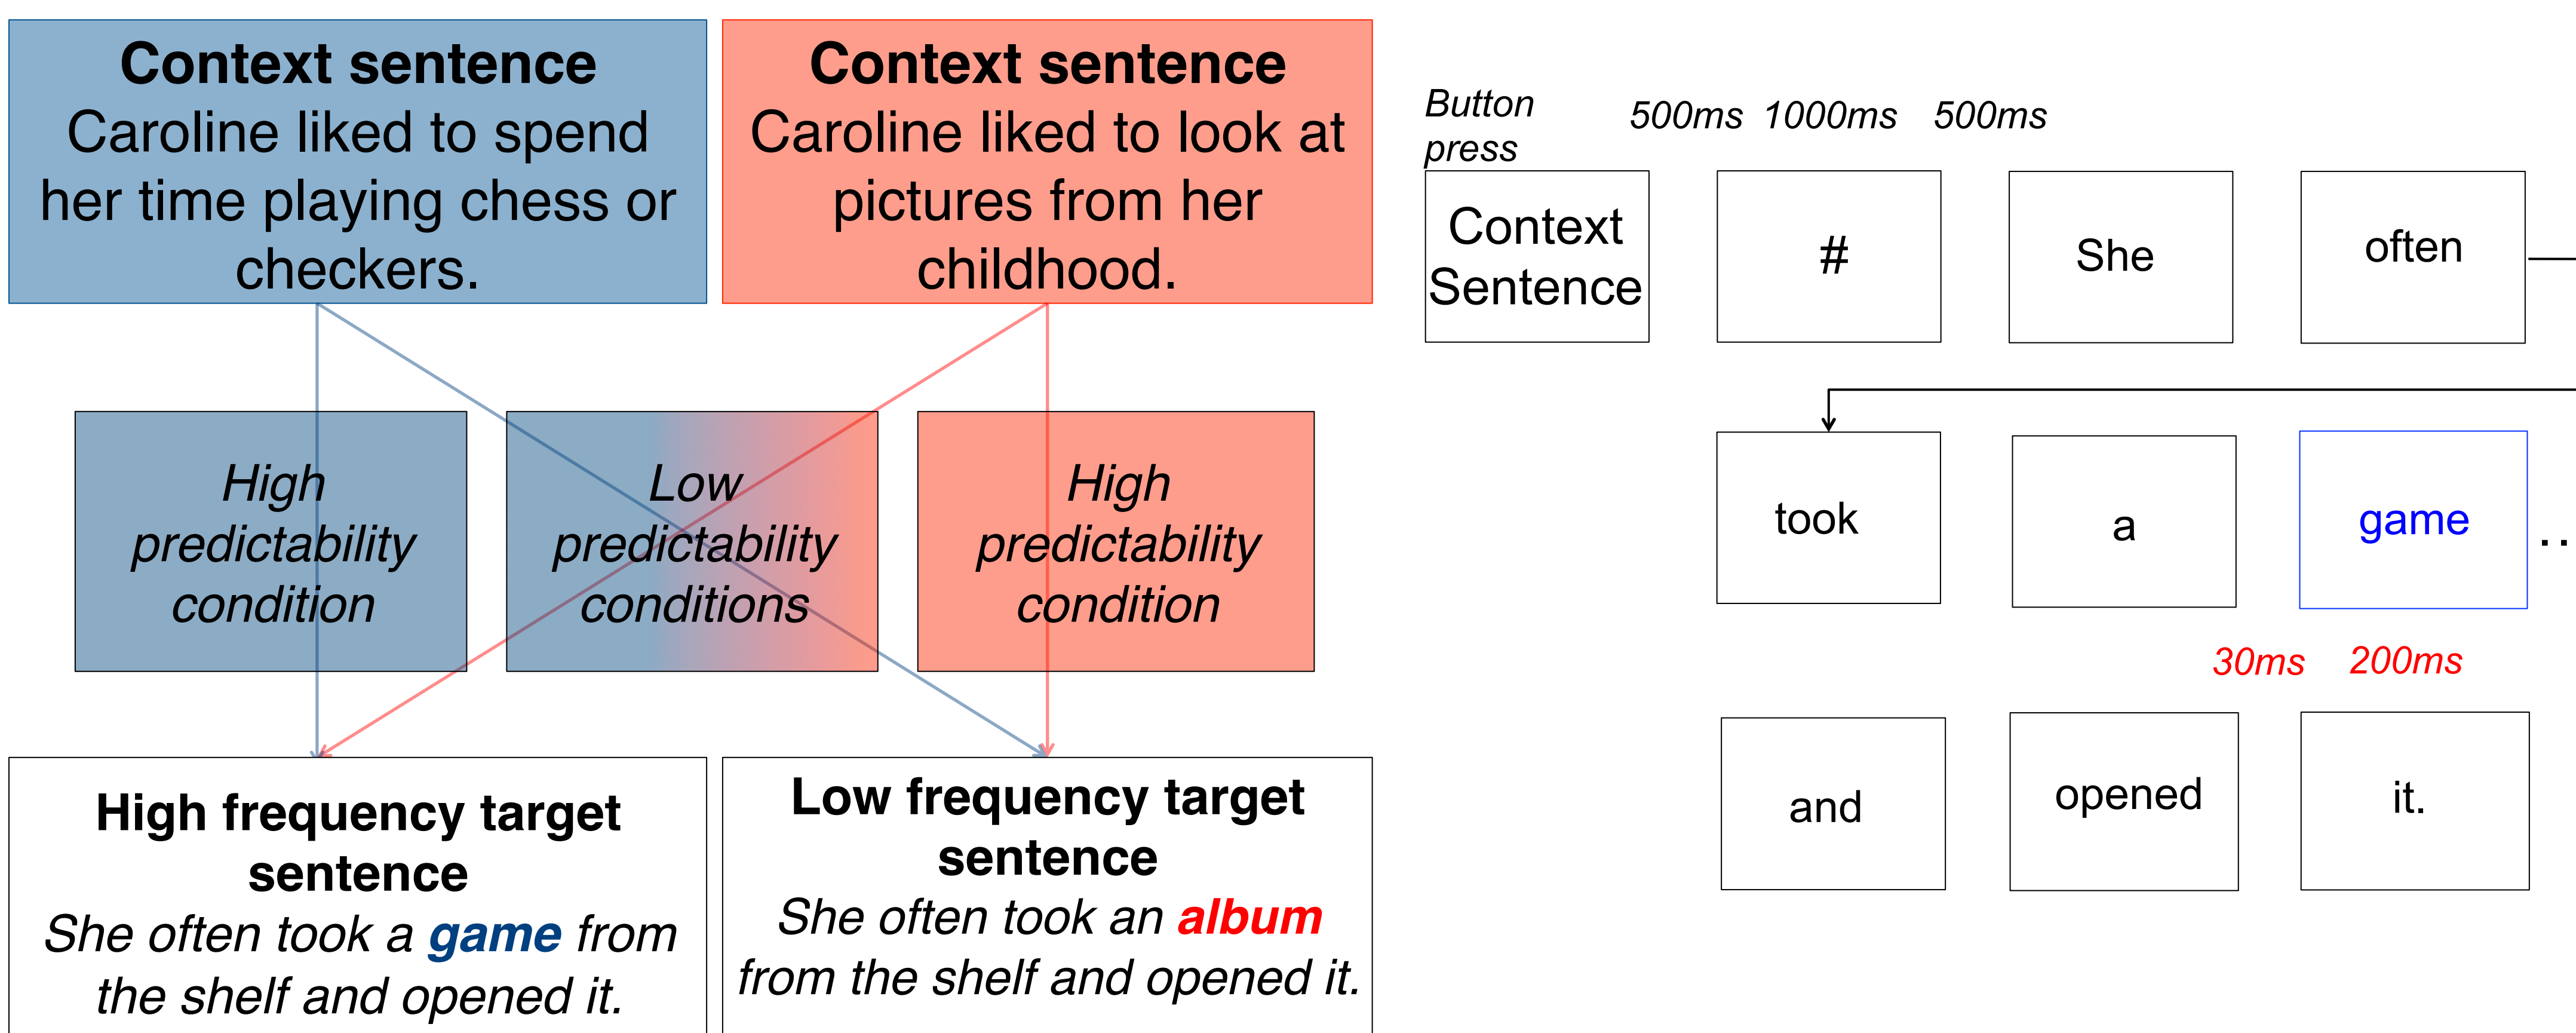 Context sentence
Caroline liked to spend
her time playing chess or
checkers.
Context sentence
Caroline liked to look at
pictures from her
childhood.
High
predictability
condition
Low
predictability
conditions
High
predictability
condition
High frequency target
sentence
She often took a game from
the shelf and opened it.
Low frequency target
sentence
She often took an album
from the shelf and opened it.
Button
press
500ms 1000ms 500ms
Context
Sentence
#
She
often
took
a
game
..
30ms 200ms
and
opened
it.